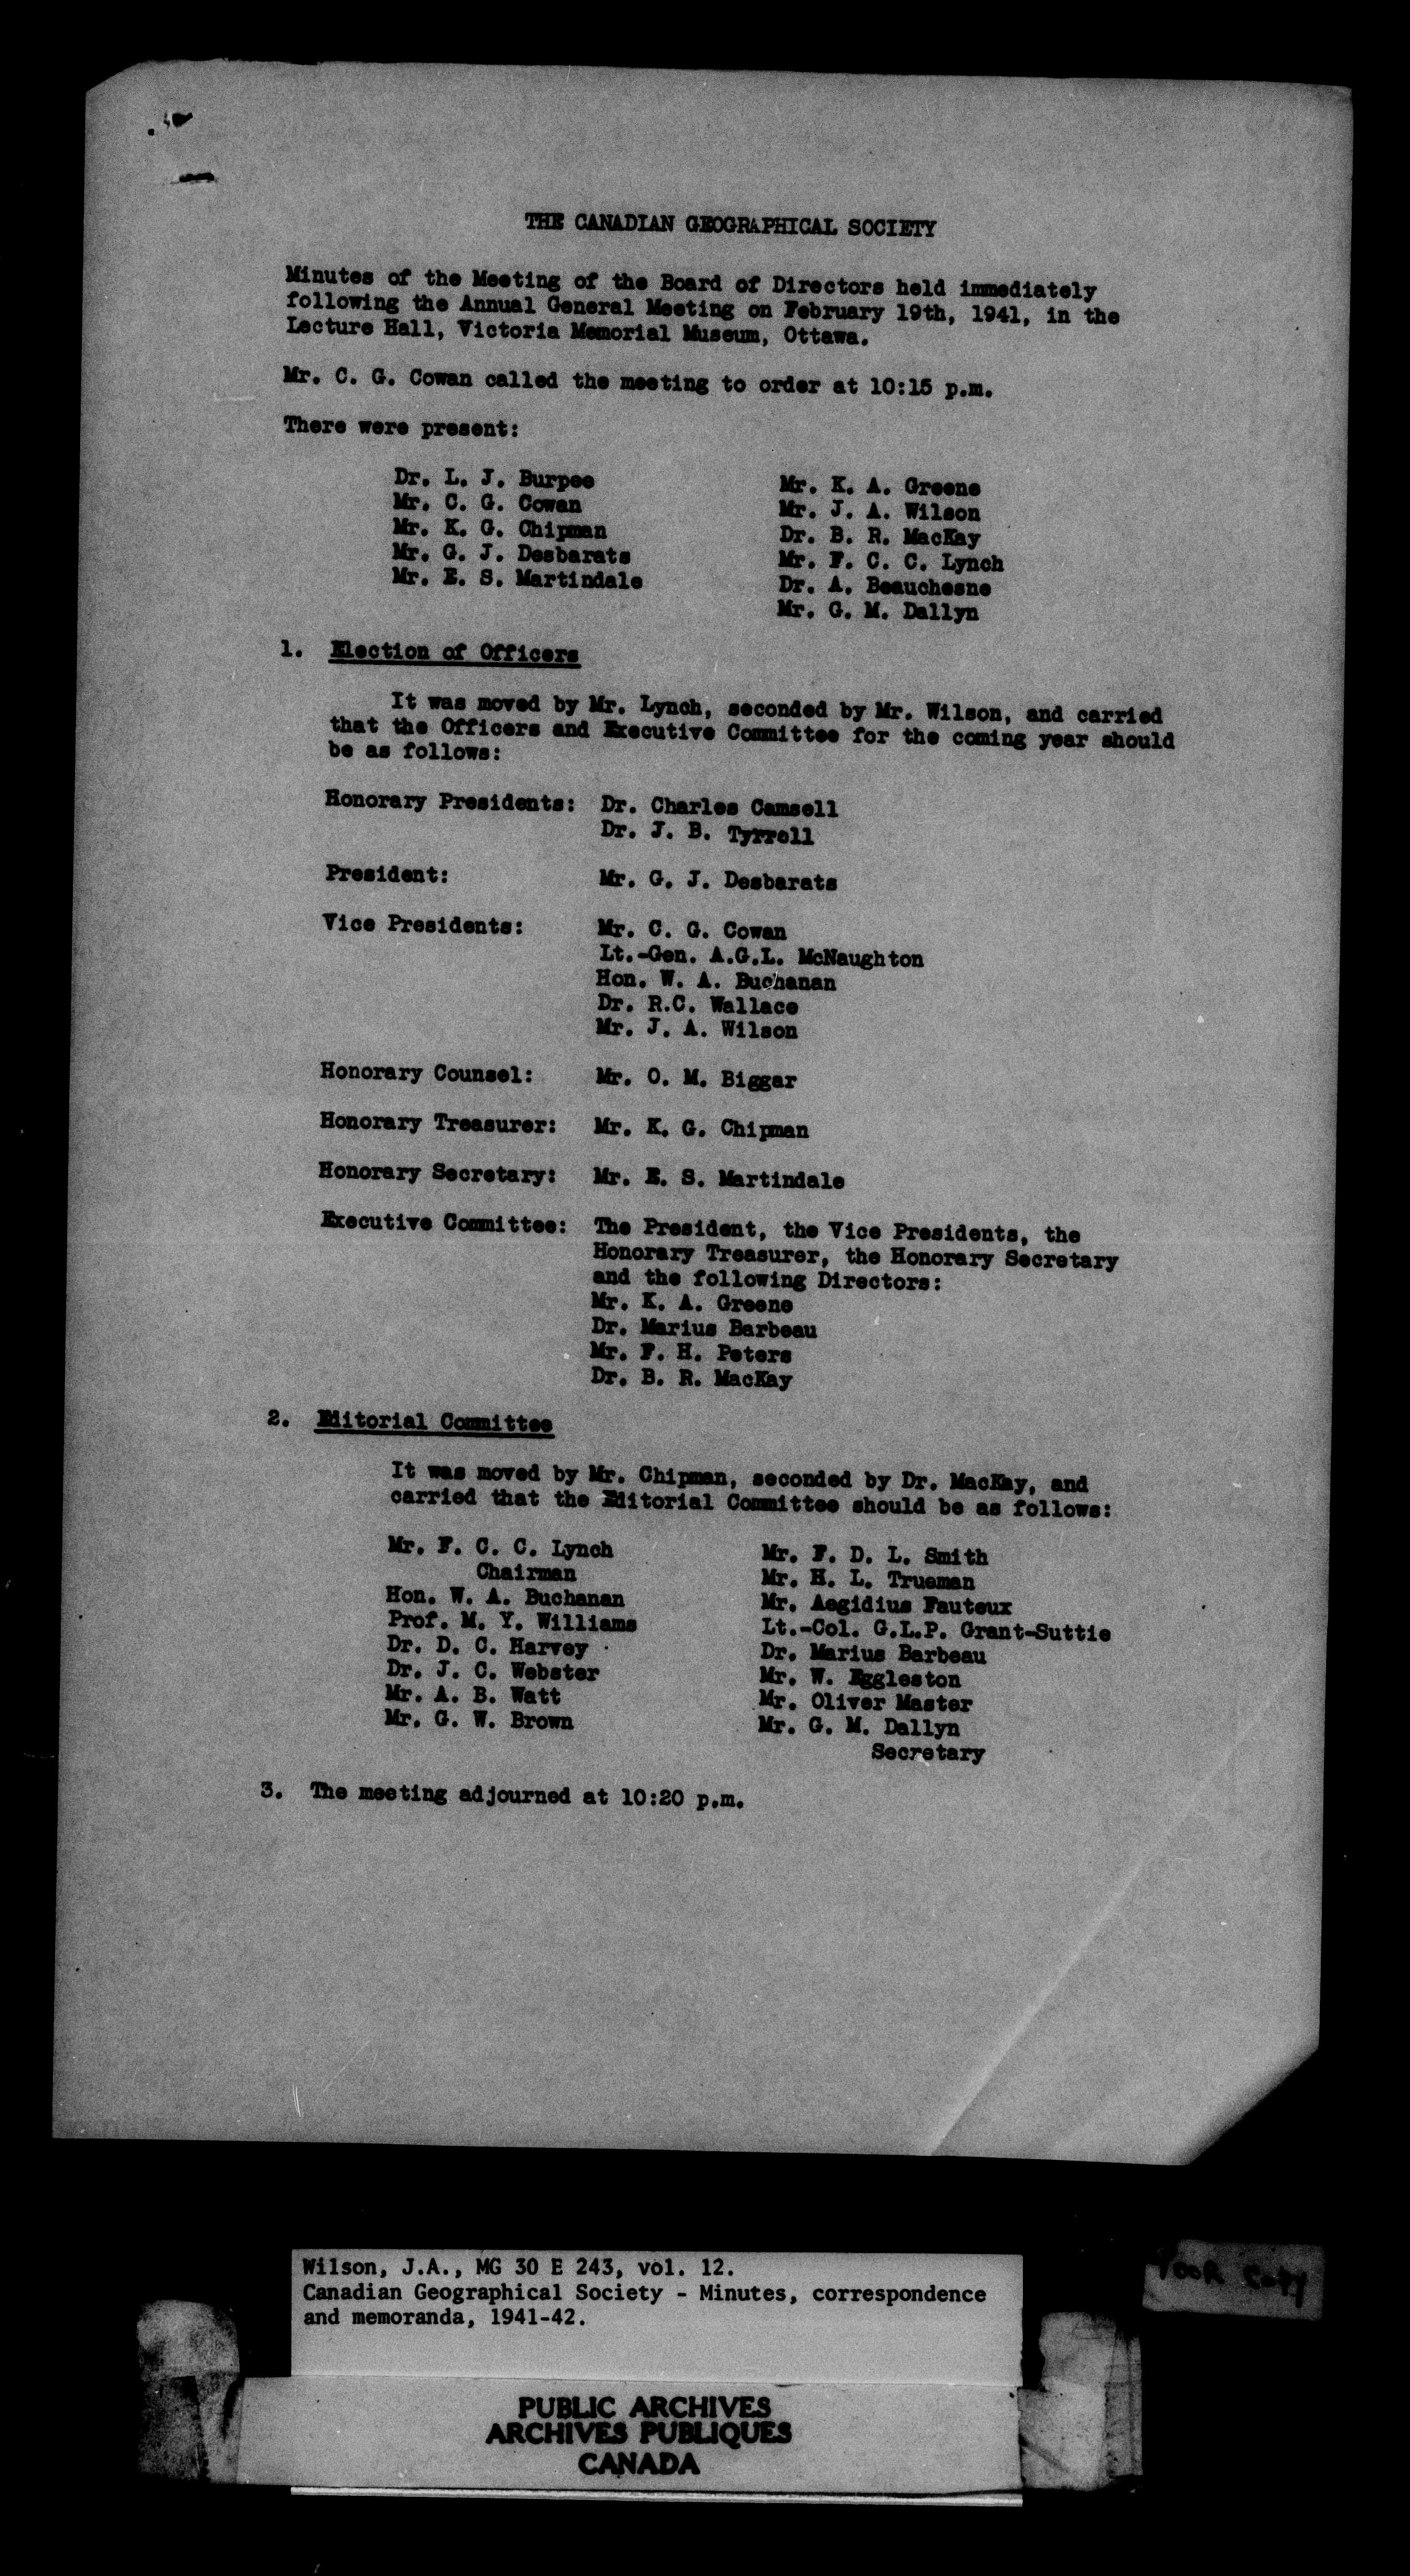 THE CANADIAN GEOGRAPHICAL SOCIETY
Minutes of the Meeting of the Board of Directors held immediately
following the Annual General Meeting on February 19th, 1941, in the
Lecture Hall, Victoria Memorial Museum, Ottawa.
Mr. C. G. Cowan called the meeting to order at 10:15 p.m.
There were present:
Dr. L. J. Burpee
Mr. C. G. Cowan
Mr. K. G. Chipman
Mr. G. J. Desbarats
Mr. E. S. Martindale
Mr. K. A. Greene
Mr. J. A. Wilson
Dr. B. R. MacKay
Mr. F. C. C. Lynch
Dr. A. Beauchesne
Mr. G. M. Dallyn
1. Election of Officers
It was moved by Mr. Lynch, seconded by Mr. Wilson, and carried
that the Officers and Executive Committee for the coming year should
be as follows:
Honorary Presidents: Dr. Charles Camsell
Dr. J. B. Tyrrell
President: Mr. G. J. Desbarats
Vice Presidents: Mr. C. G. Cowan
Lt.-Gen. A.G.L. McNaughton
Hon. W. A. Buchanan
Dr. R.C. Wallace
Mr. J. A. Wilson
Honorary Counsel: Mr. O. M. Biggar
Honorary Treasurer: Mr. K. G. Chipman
Honorary Secretary: Mr. E. S. Martindale
Executive Committee: The President, the Vice Presidents, the
Honorary Treasurer, the Honorary Secretary
and the following Directors:
Mr. K. A. Greene
Dr. Marius Barbeau
Mr. F. H. Peters
Dr. B. R. MacKay
2. Editorial Committee
It was moved by Mr. Chipman, seconded by Dr. MacKay, and
carried that the Editorial Committee should be as follows:
Mr. F. C. C. Lynch
Chairman
Hon. W. A. Buchanan
Prof. M. Y. Williams
Dr. D. C. Harvey
Dr. J. C. Webster
Mr. A. B. Watt
Mr. G. W. Brown
Mr. F. D. L. Smith
Mr. H. L. Trueman
Mr. Aegidius Fauteux
Lt.-Col. G.L.P. Grant-Suttie
Dr. Marius Barbeau
Mr. W. Eggleston
Mr. Oliver Master
Mr. G. M. Dallyn
Secretary
3. The meeting adjourned at 10:20 p.m.
Wilson, J.A., MG 30 E 243, vol. 12.
Canadian Geographical Society - Minutes, correspondence
and memoranda, 1941-42.
POOR COPY
PUBLIC ARCHIVES
ARCHIVES PUBLIQUES
CANADA